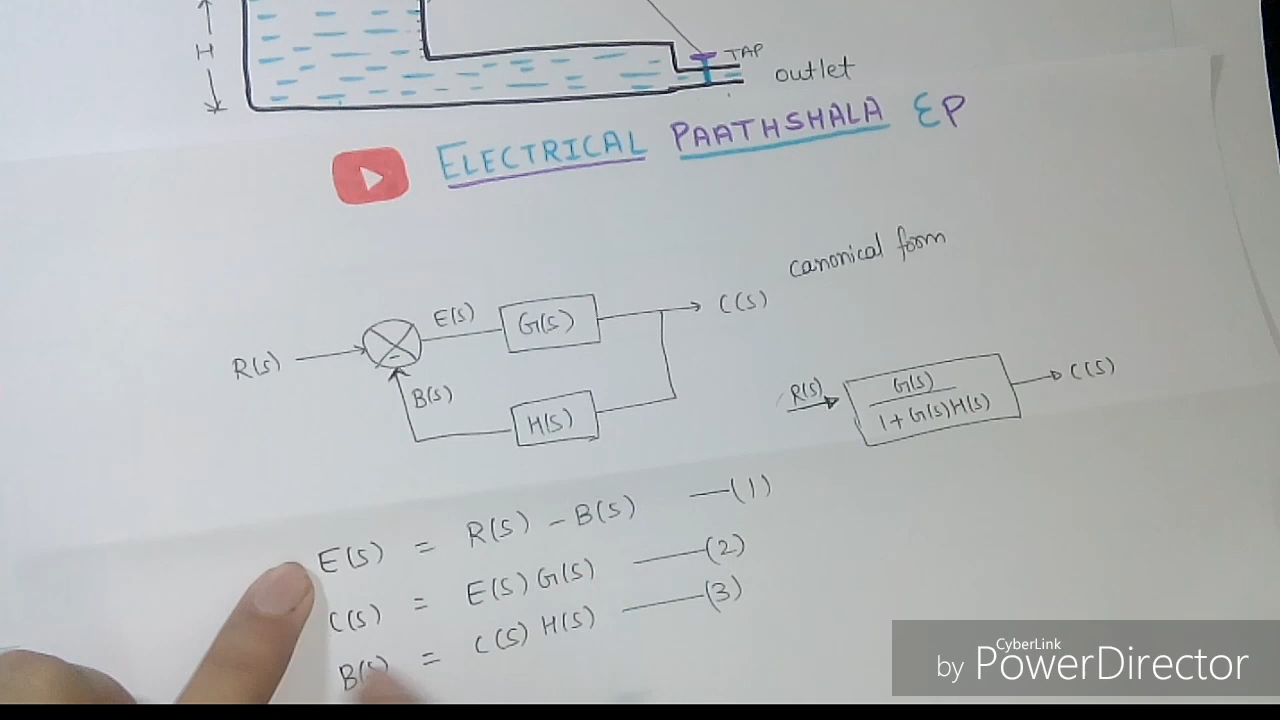 H
TAP
outlet
ELECTRICAL PAATHSHALA EP
canonical form
E(s)
G(s)
C(s)
R(s)
B(s)
H(s)
R(s)
G(s)
1+G(s)H(s)
C(s)
E(s) = R(s) - B(s) —(1)
C(s) = E(s) G(s) —(2)
B(s) = C(s) H(s) —(3)
CyberLink
by PowerDirector